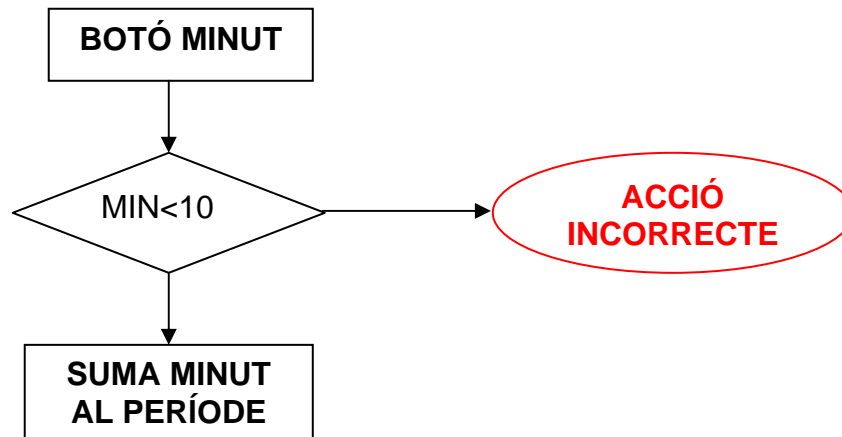 BOTÓ MINUT
MIN<10
ACCIÓ
INCORRECTE
SUMA MINUT
AL PERÍODE